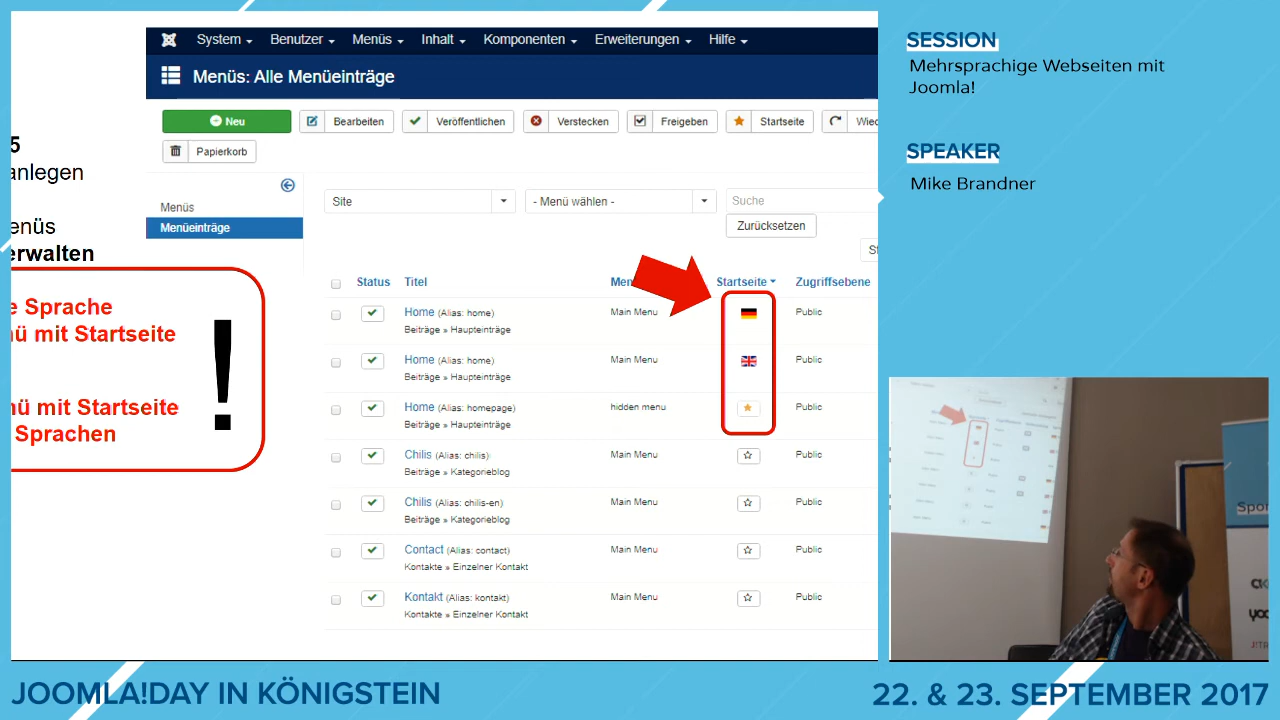 SESSION
Mehrsprachige Webseiten mit
Joomla!
SPEAKER
Mike Brandner
5
anlegen
enüs
erwalten
e Sprache
ü mit Startseite
!
ü mit Startseite
Sprachen
System Benutzer Menüs Inhalt Komponenten Erweiterungen Hilfe
Menüs: Alle Menüeinträge
Neu Bearbeiten Veröffentlichen Verstecken Freigeben Startseite Wied
Papierkorb
Menüs
Menüeinträge
Site - Menü wählen - Suche
Zurücksetzen
Status Titel Men Startseite Zugriffsebene
Home (Alias: home) Main Menu Public
Beiträge » Haupteinträge
Home (Alias: home) Main Menu Public
Beiträge » Haupteinträge
Home (Alias: homepage) hidden menu Public
Beiträge » Haupteinträge
Chilis (Alias: chilis) Main Menu Public
Beiträge » Kategorieblog
Chilis (Alias: chilis-en) Main Menu Public
Beiträge » Kategorieblog
Contact (Alias: contact) Main Menu Public
Kontakte » Einzelner Kontakt
Kontakt (Alias: kontakt) Main Menu Public
Kontakte » Einzelner Kontakt
Spo
JOOMLA!DAY IN KÖNIGSTEIN
22. & 23. SEPTEMBER 2017